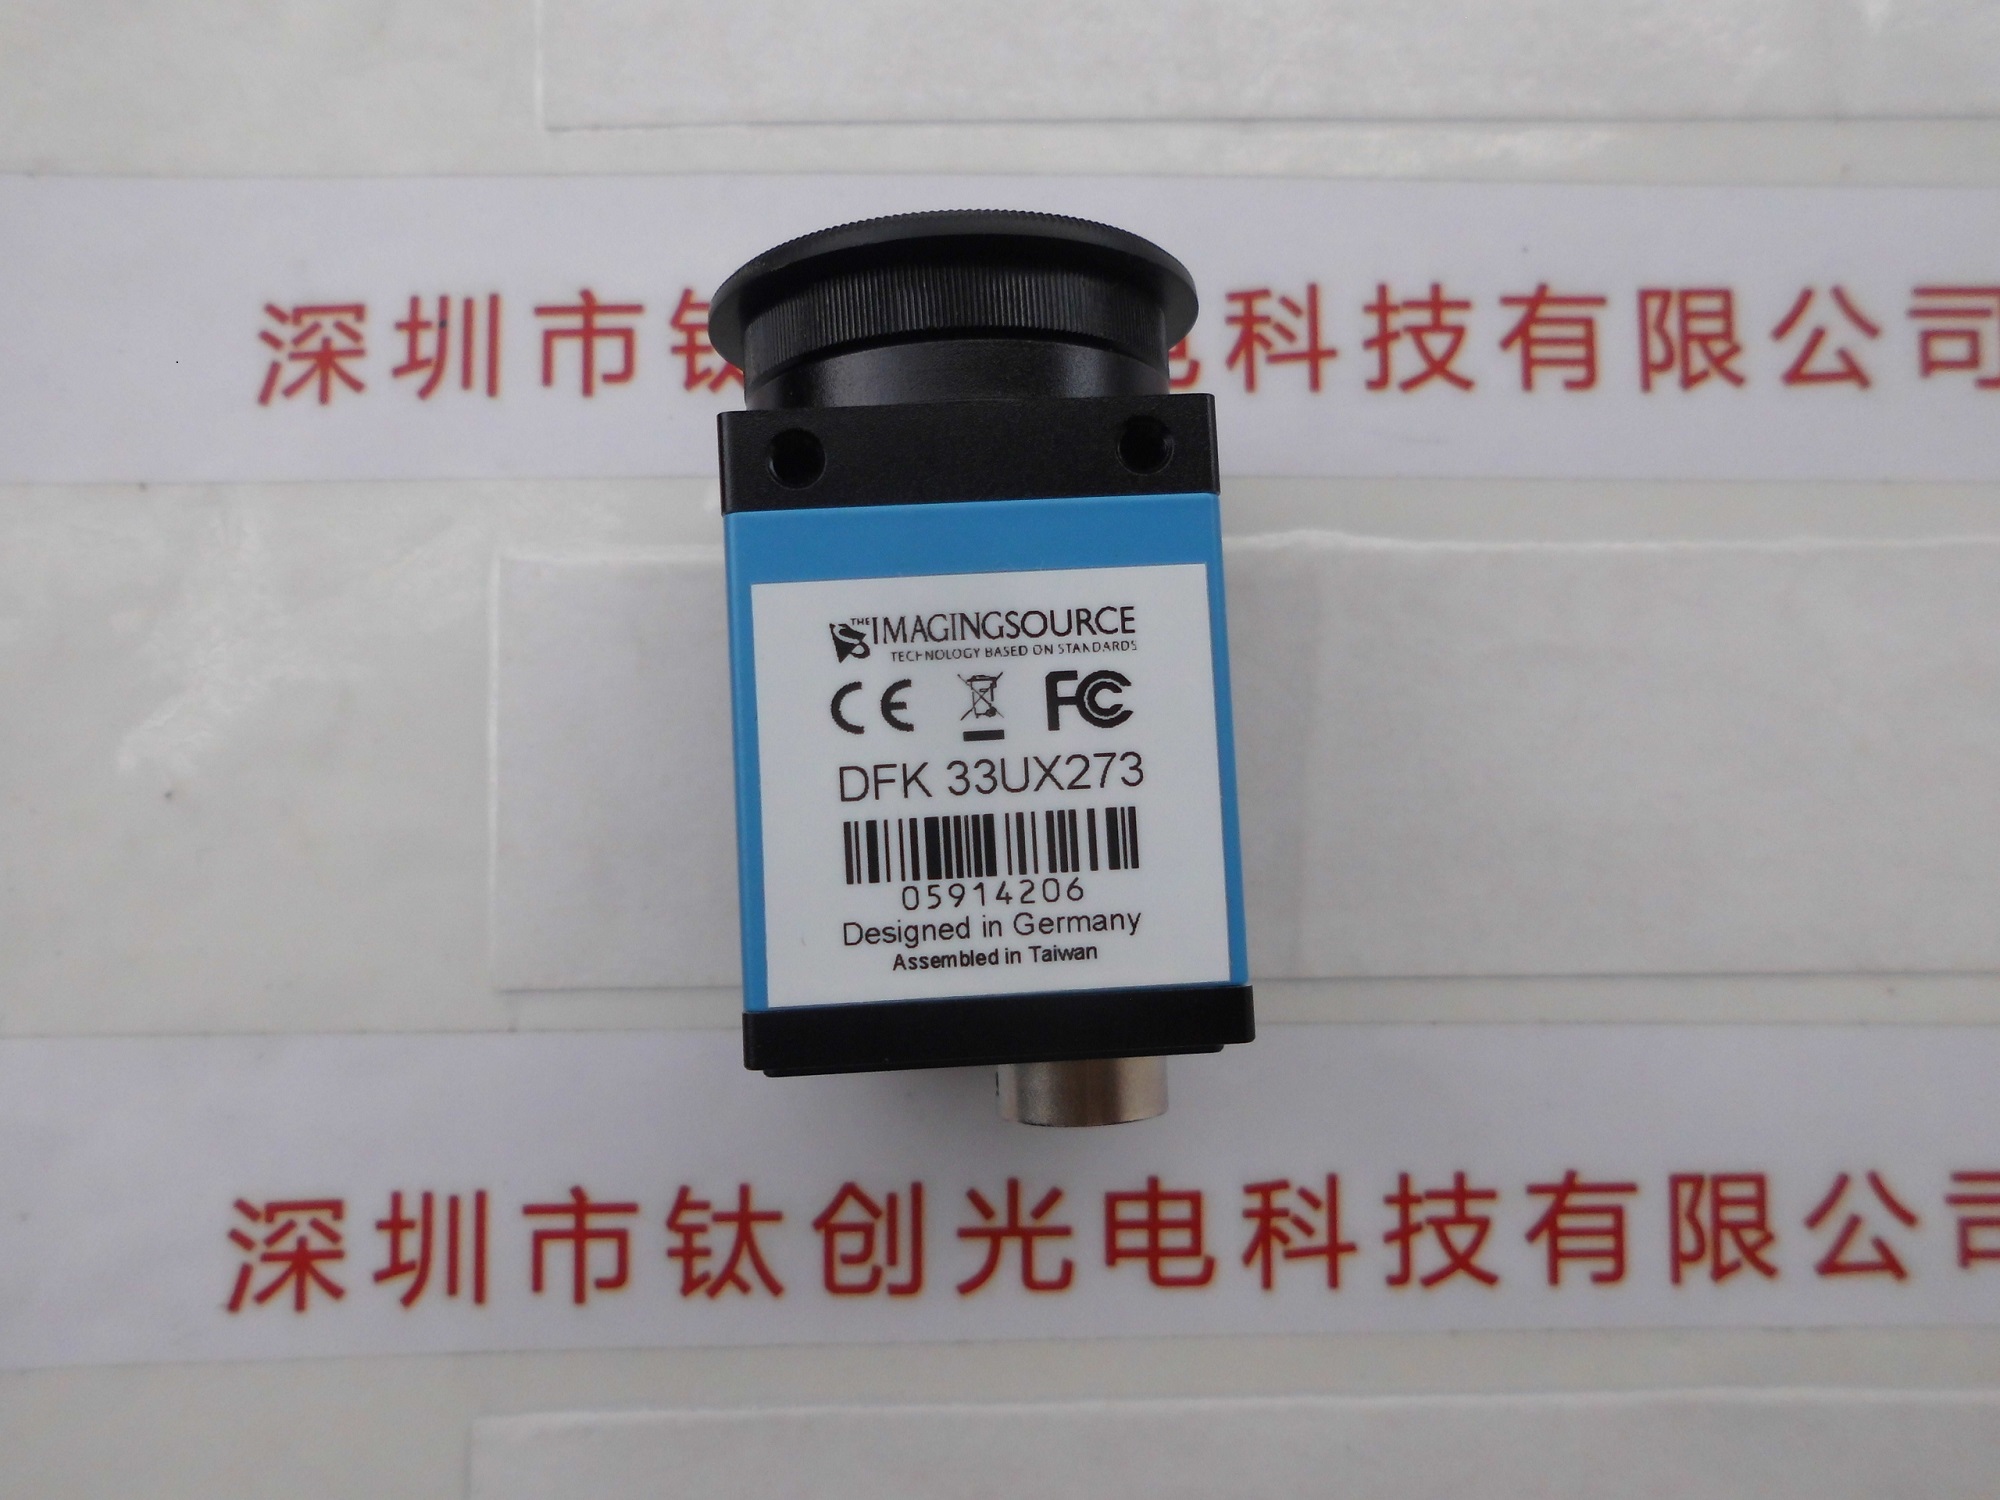 深圳市钛电科技有限公司
THE IMAGINGSOURCE
TECHNOLOGY BASED ON STANDARDS
CE FC
DFK 33UX273
05914206
Designed in Germany
Assembled in Taiwan
深圳市钛创光电科技有限公司